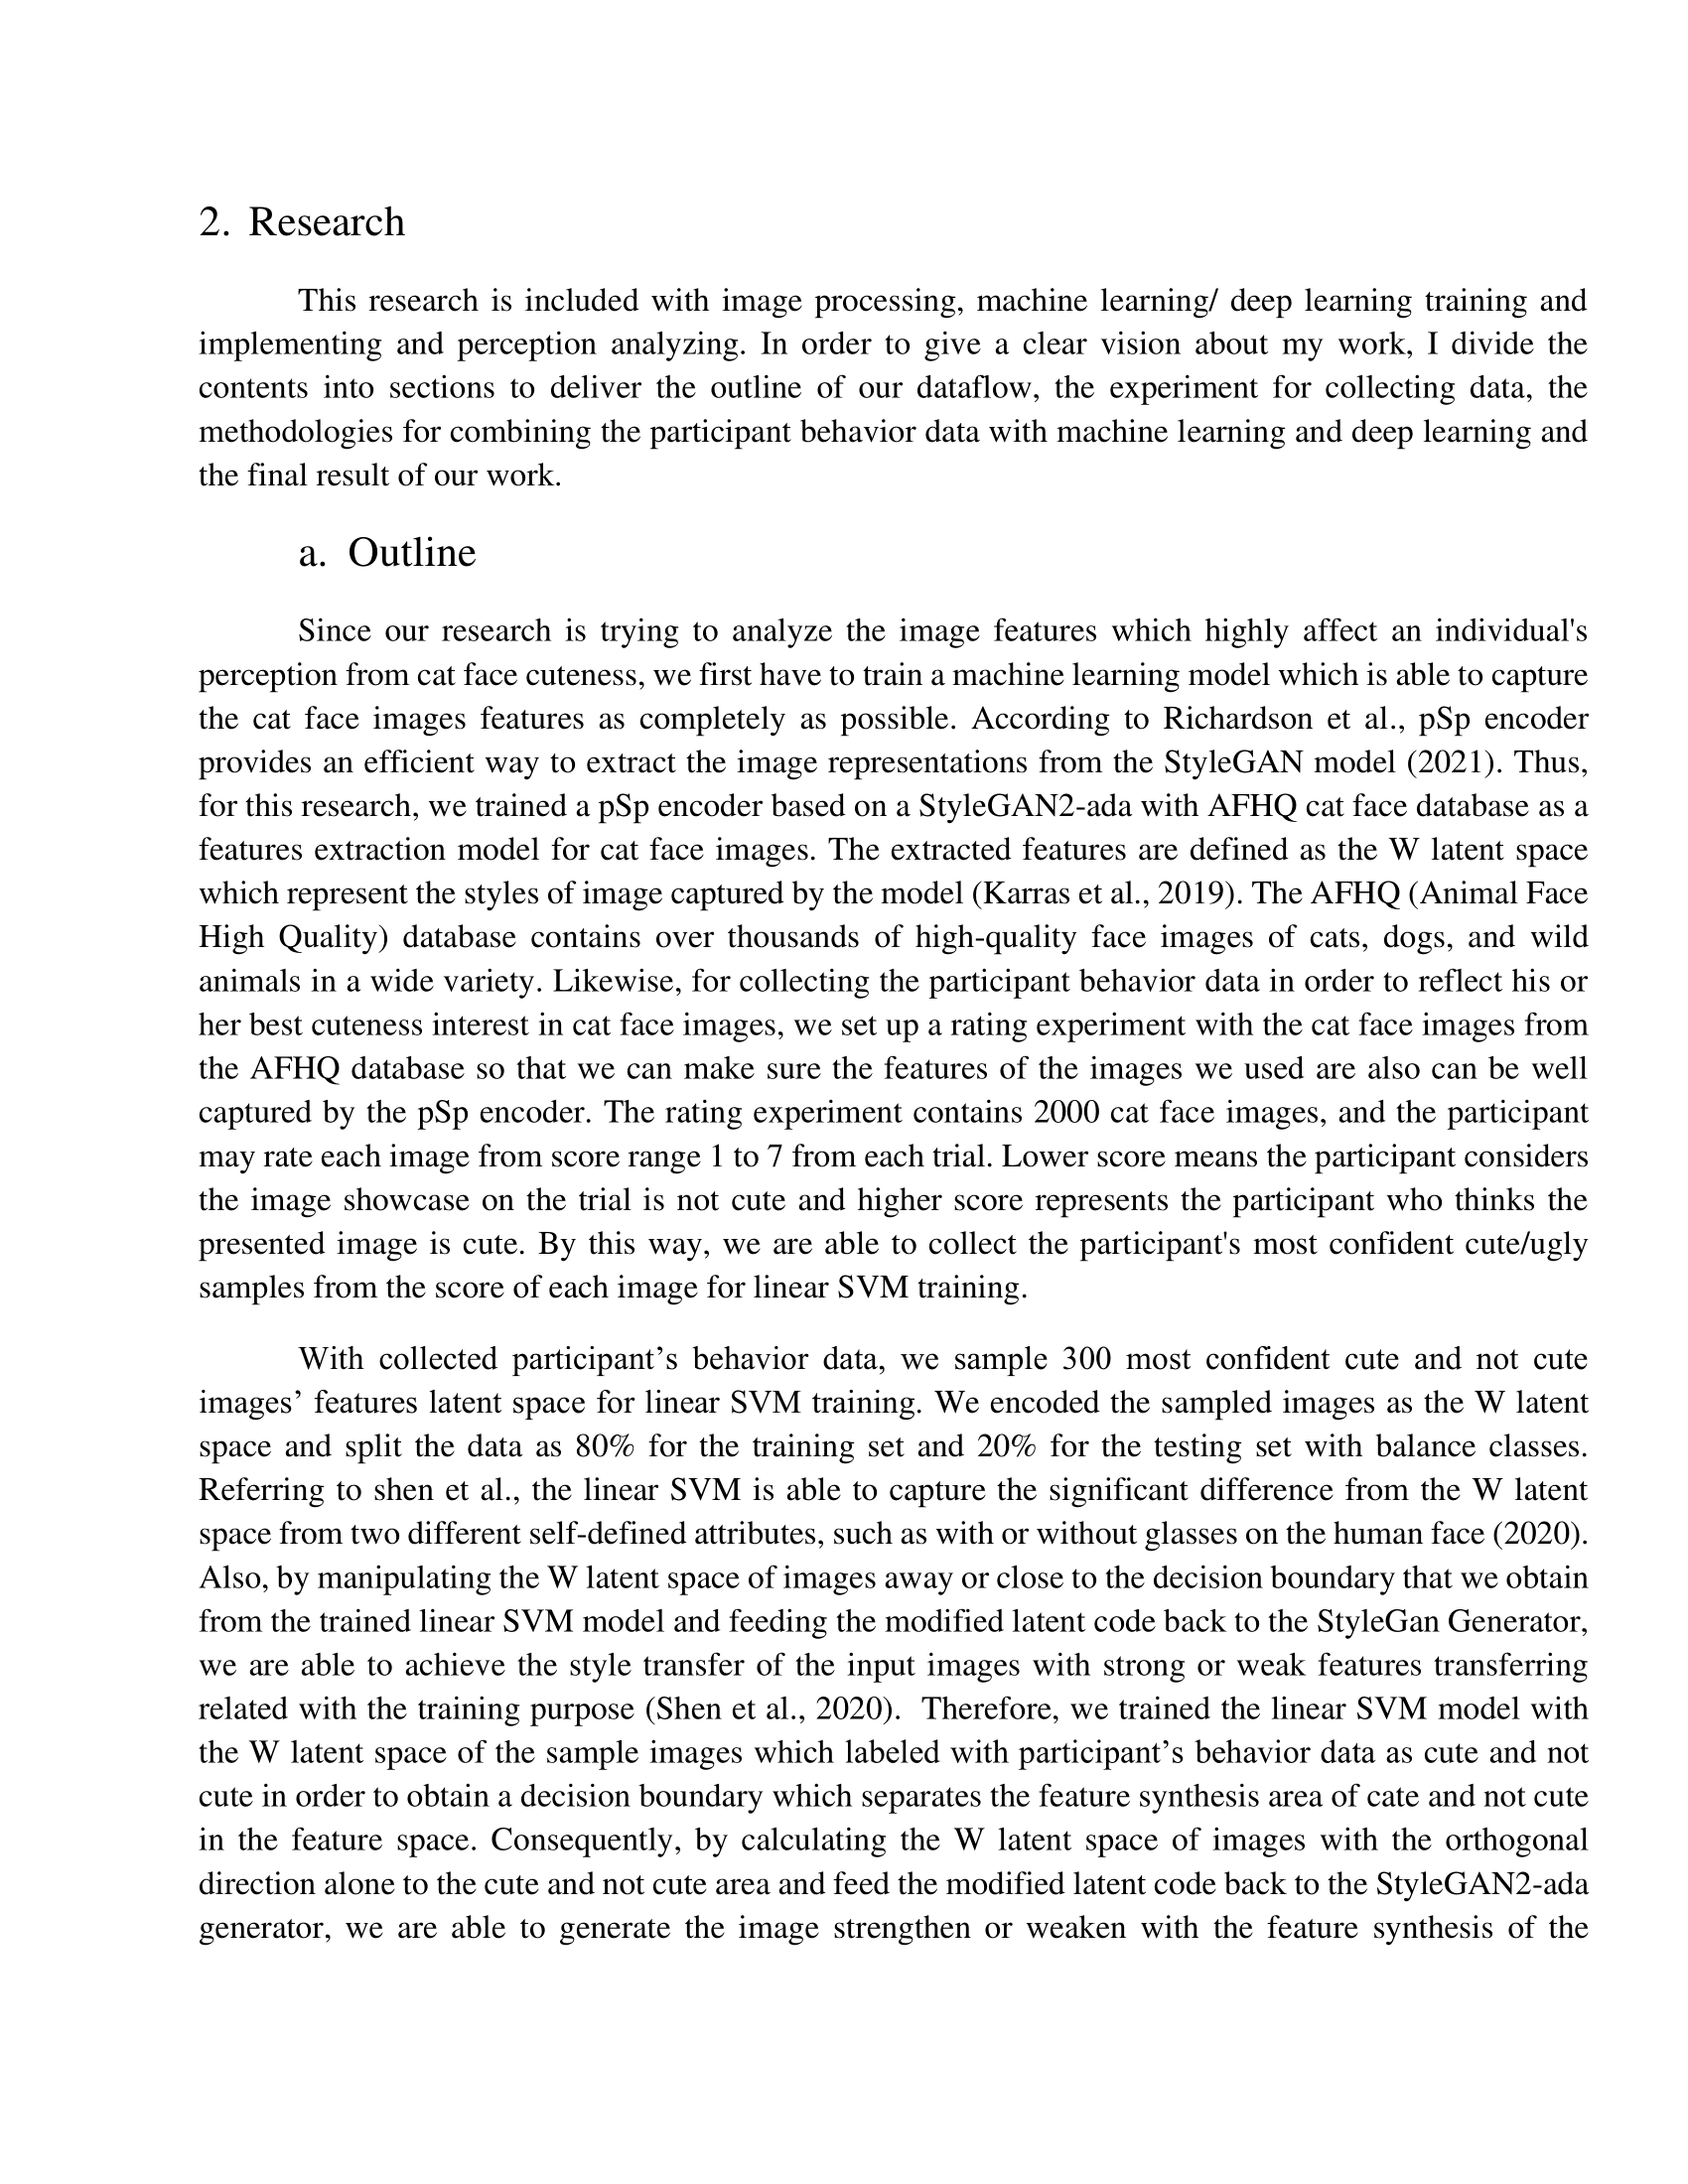 2. Research
This research is included with image processing, machine learning/ deep learning training and
implementing and perception analyzing. In order to give a clear vision about my work, I divide the
contents into sections to deliver the outline of our dataflow, the experiment for collecting data, the
methodologies for combining the participant behavior data with machine learning and deep learning and
the final result of our work.
a. Outline
Since our research is trying to analyze the image features which highly affect an individual's
perception from cat face cuteness, we first have to train a machine learning model which is able to capture
the cat face images features as completely as possible. According to Richardson et al., pSp encoder
provides an efficient way to extract the image representations from the StyleGAN model (2021). Thus,
for this research, we trained a pSp encoder based on a StyleGAN2-ada with AFHQ cat face database as a
features extraction model for cat face images. The extracted features are defined as the W latent space
which represent the styles of image captured by the model (Karras et al., 2019). The AFHQ (Animal Face
High Quality) database contains over thousands of high-quality face images of cats, dogs, and wild
animals in a wide variety. Likewise, for collecting the participant behavior data in order to reflect his or
her best cuteness interest in cat face images, we set up a rating experiment with the cat face images from
the AFHQ database so that we can make sure the features of the images we used are also can be well
captured by the pSp encoder. The rating experiment contains 2000 cat face images, and the participant
may rate each image from score range 1 to 7 from each trial. Lower score means the participant considers
the image showcase on the trial is not cute and higher score represents the participant who thinks the
presented image is cute. By this way, we are able to collect the participant's most confident cute/ugly
samples from the score of each image for linear SVM training.
With collected participant’s behavior data, we sample 300 most confident cute and not cute
images’ features latent space for linear SVM training. We encoded the sampled images as the W latent
space and split the data as 80% for the training set and 20% for the testing set with balance classes.
Referring to shen et al., the linear SVM is able to capture the significant difference from the W latent
space from two different self-defined attributes, such as with or without glasses on the human face (2020).
Also, by manipulating the W latent space of images away or close to the decision boundary that we obtain
from the trained linear SVM model and feeding the modified latent code back to the StyleGan Generator,
we are able to achieve the style transfer of the input images with strong or weak features transferring
related with the training purpose (Shen et al., 2020).  Therefore, we trained the linear SVM model with
the W latent space of the sample images which labeled with participant’s behavior data as cute and not
cute in order to obtain a decision boundary which separates the feature synthesis area of cate and not cute
in the feature space. Consequently, by calculating the W latent space of images with the orthogonal
direction alone to the cute and not cute area and feed the modified latent code back to the StyleGAN2-ada
generator, we are able to generate the image strengthen or weaken with the feature synthesis of the